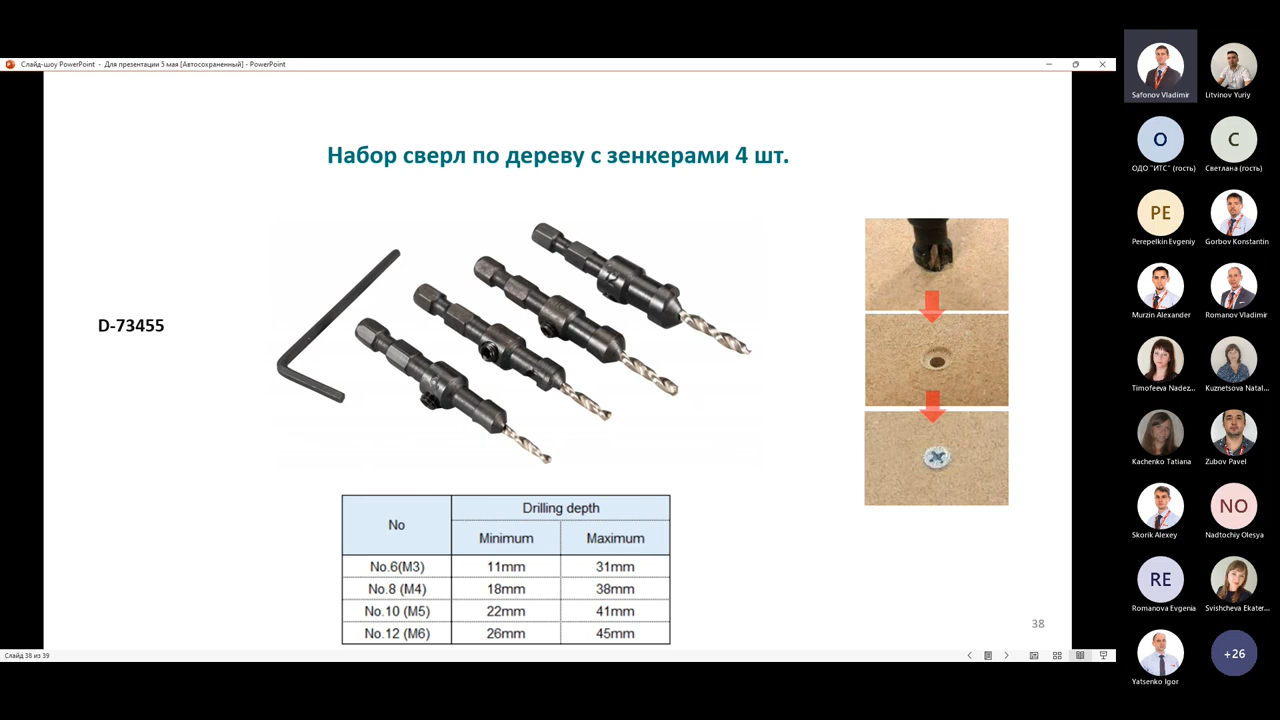 Слайд-шоу PowerPoint - Для презентации 5 мая [Автосохраненный] - PowerPoint
Набор сверл по дереву с зенкерами 4 шт.
D-73455
No
Drilling depth
Minimum
Maximum
No.6(M3) 11mm 31mm
No.8 (M4) 18mm 38mm
No.10 (M5) 22mm 41mm
No.12 (M6) 26mm 45mm
38
Слайд 38 из 39
Safonov Vladimir
Litvinov Yuriy
О
С
ОДО "ИТС" (гость)
Светлана (гость)
PE
Perepelkin Evgeniy
Gorbov Konstantin
Murzin Alexander
Romanov Vladimir
Timofeeva Nadez...
Kuznetsova Natal...
Kachenko Tatiana
Zubov Pavel
NO
Skorik Alexey
Nadtochiy Olesya
RE
Romanova Evgenia
Svishcheva Ekater...
+26
Yatsenko Igor